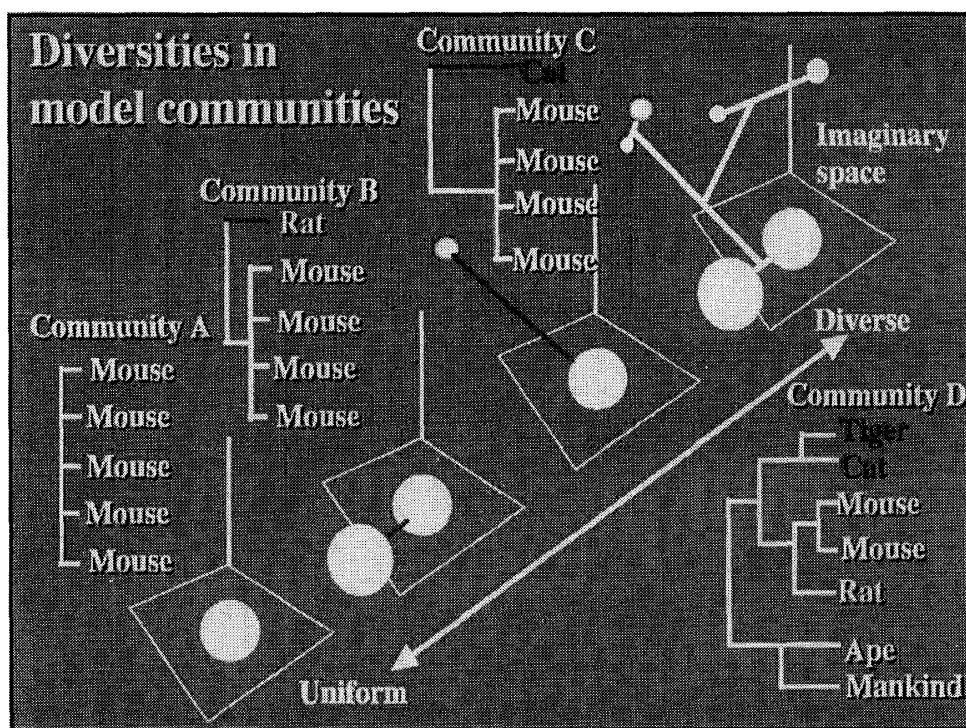 Diversities in
model communities
Community C
Cat
Mouse
Mouse
Mouse
Mouse
Imaginary
space
Community B
Rat
Mouse
Mouse
Mouse
Mouse
Community A
Mouse
Mouse
Mouse
Mouse
Mouse
Diverse
Uniform
Community D
Tiger
Cat
Mouse
Mouse
Rat
Ape
Mankind